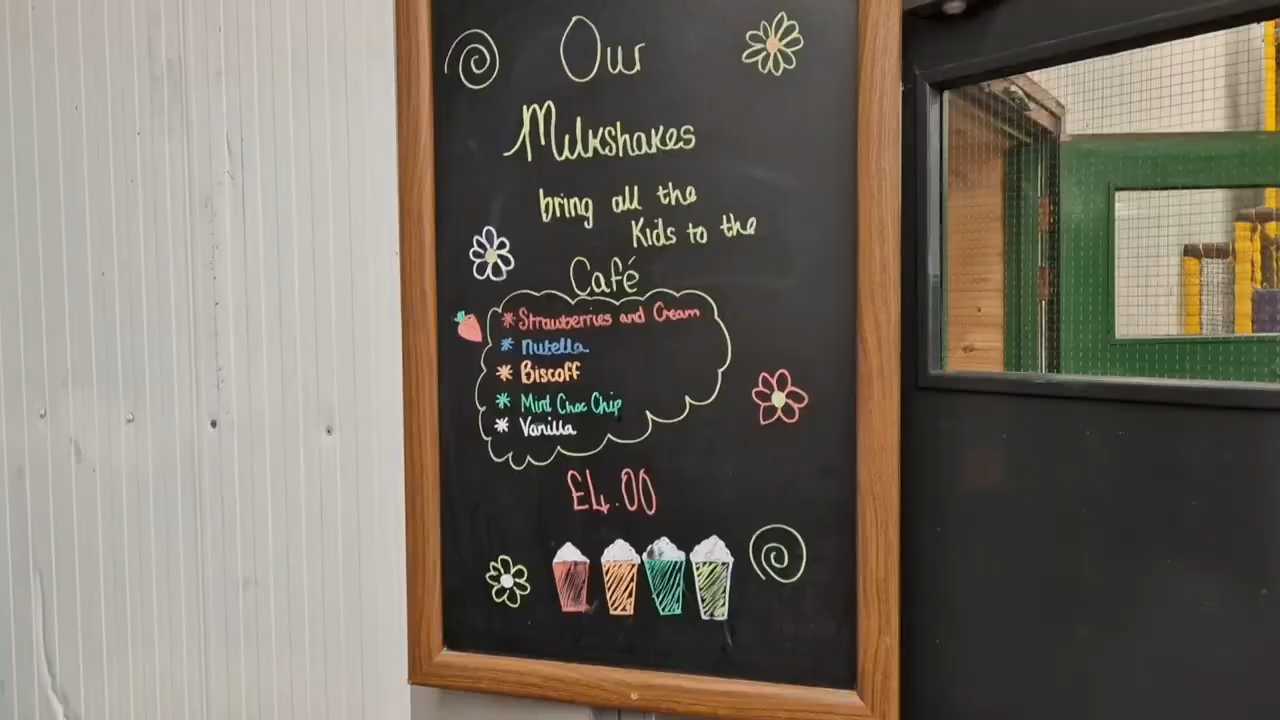 Our
Milkshakes
bring all the
Kids to the
Café
* Strawberries and Cream
* Nutella
* Biscoff
* Mint Choc Chip
* Vanilla
£4.00